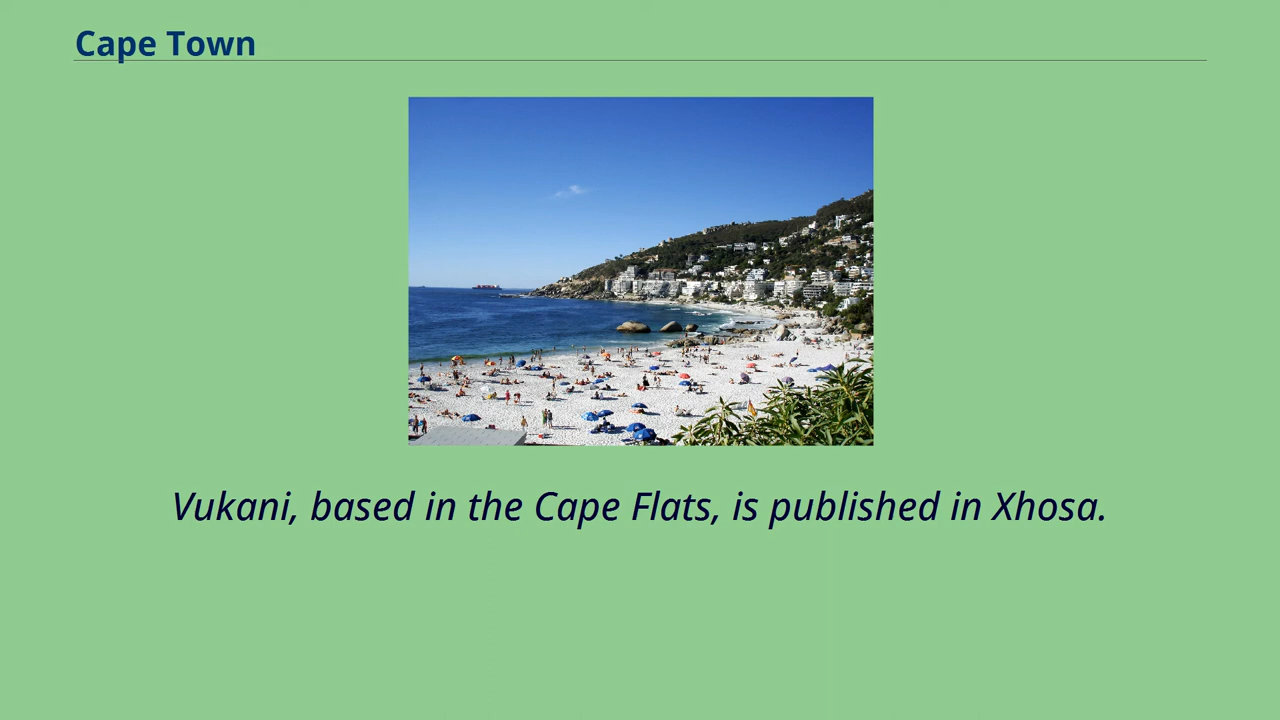 Cape Town
Vukani, based in the Cape Flats, is published in Xhosa.